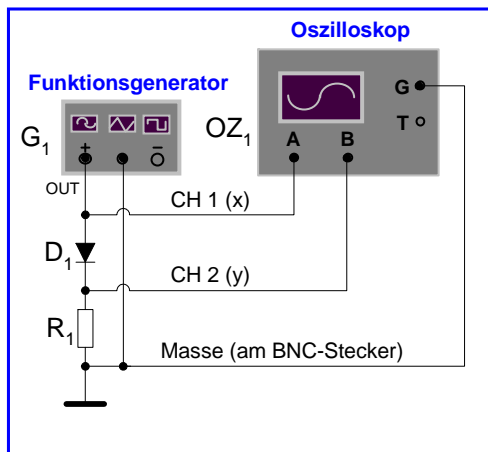 Oszilloskop
Funktionsgenerator
G
G1
+
−
OZ1
A
B
T
OUT
CH 1 (x)
D1
CH 2 (y)
R1
Masse (am BNC-Stecker)